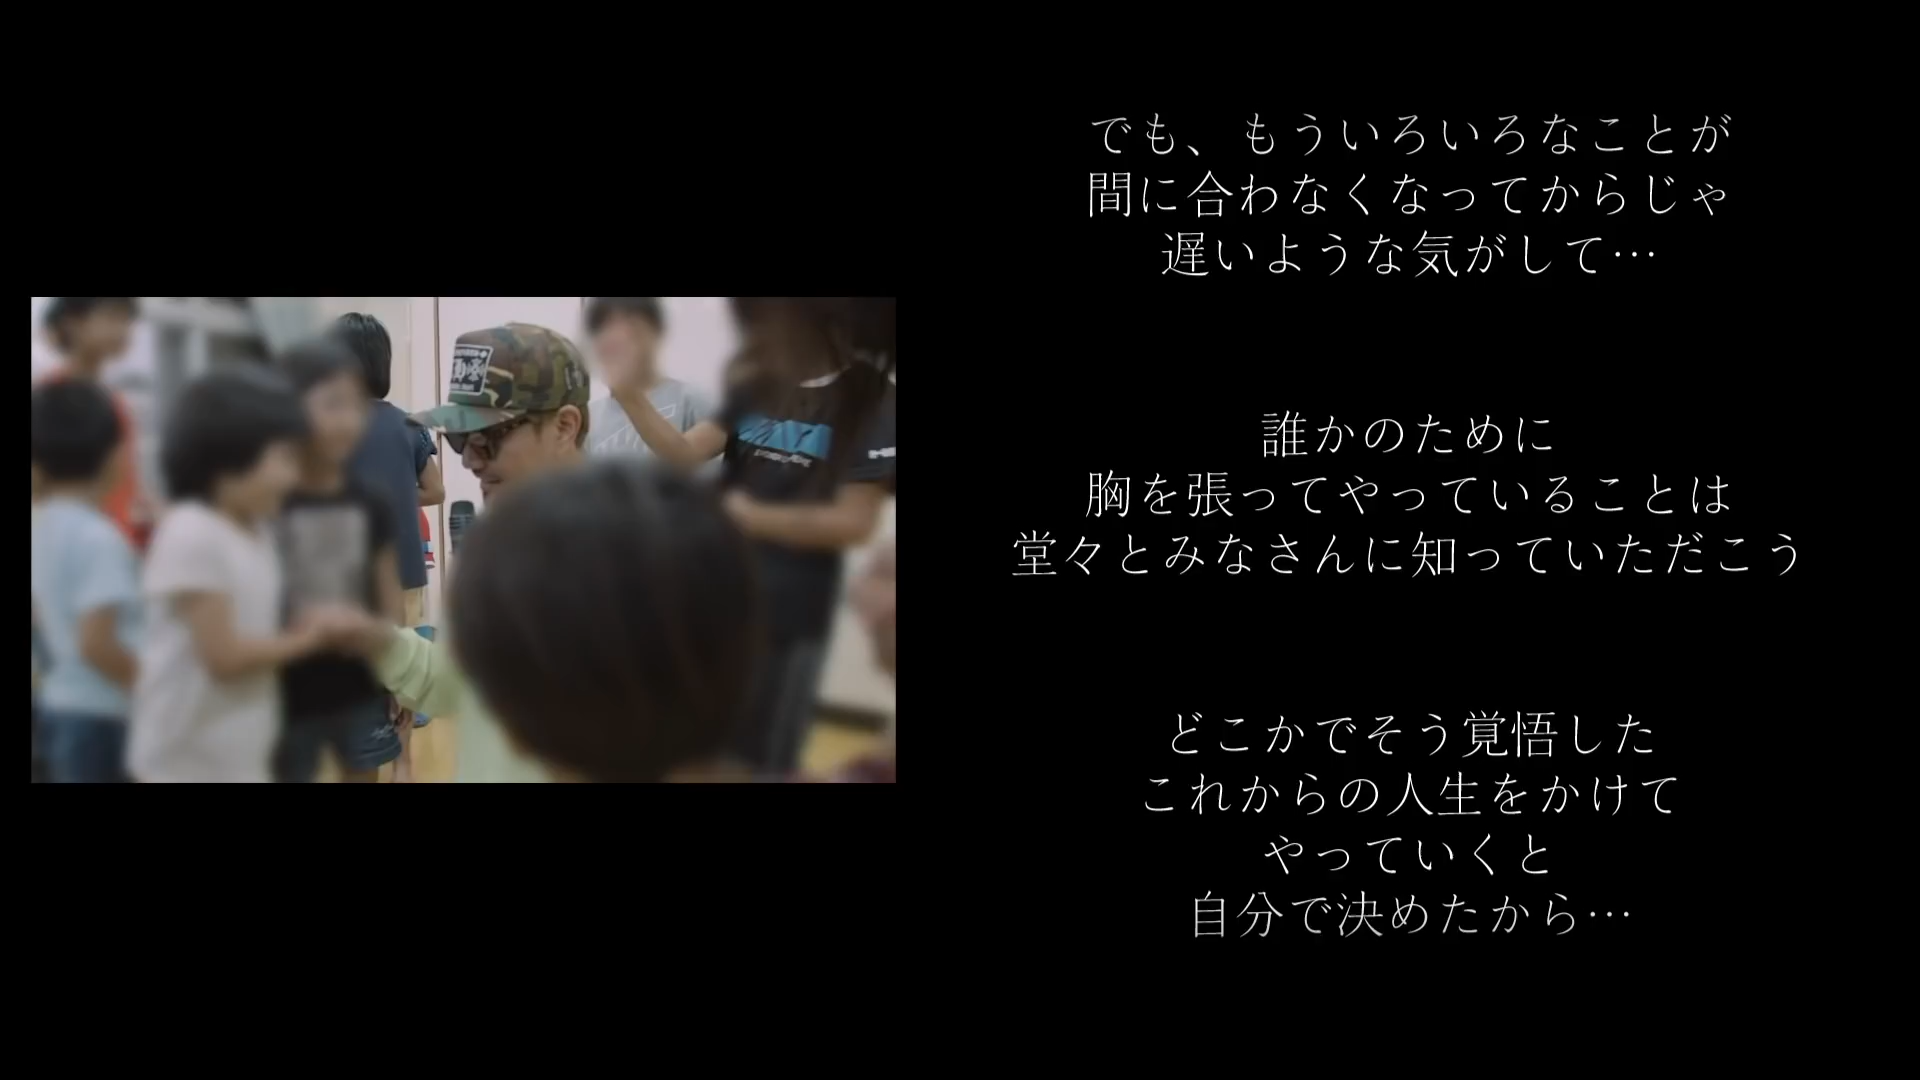 でも、もういろいろなことが
間に合わなくなってからじゃ
遅いような気がして…
誰かのために
胸を張ってやっていることは
堂々とみなさんに知っていただこう
どこかでそう覚悟した
これからの人生をかけて
やっていくと
自分で決めたから…